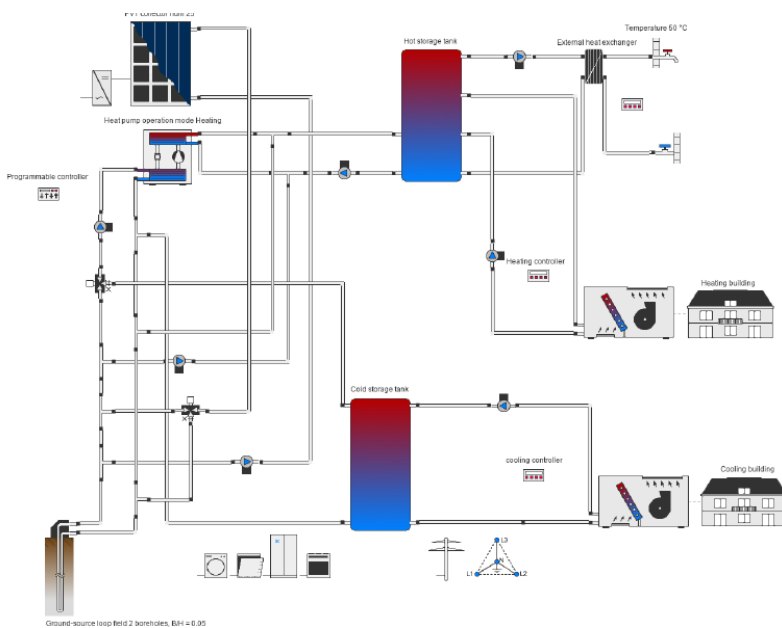 Temperature 50 °C
Hot storage tank
External heat exchanger
Heat pump operation mode Heating
Programmable controller
Heating controller
Heating building
Cold storage tank
cooling controller
Cooling building
L3
N
L1
L2
Ground-source loop field 2 boreholes, B/H = 0,05